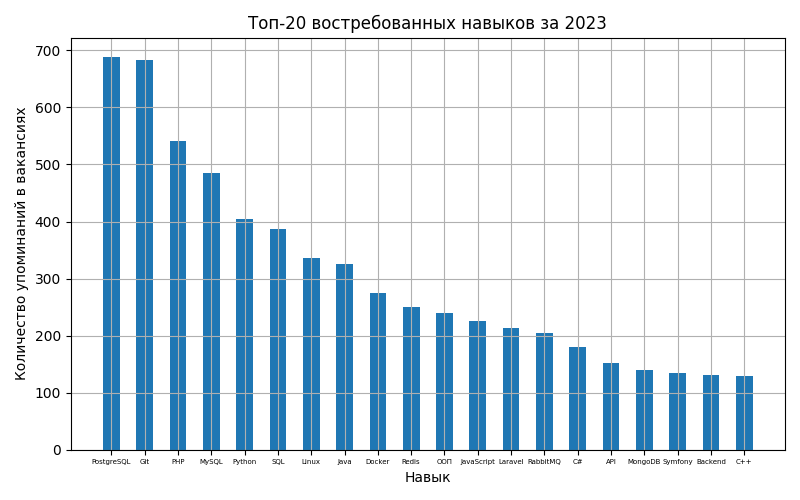 Топ-20 востребованных навыков за 2023
Количество упоминаний в вакансиях
700
600
500
400
300
200
100
0
PostgreSQL Git PHP MySQL Python SQL Linux Java Docker Redis ООП JavaScript Laravel RabbitMQ C# API MongoDB Symfony Backend C++
Навык